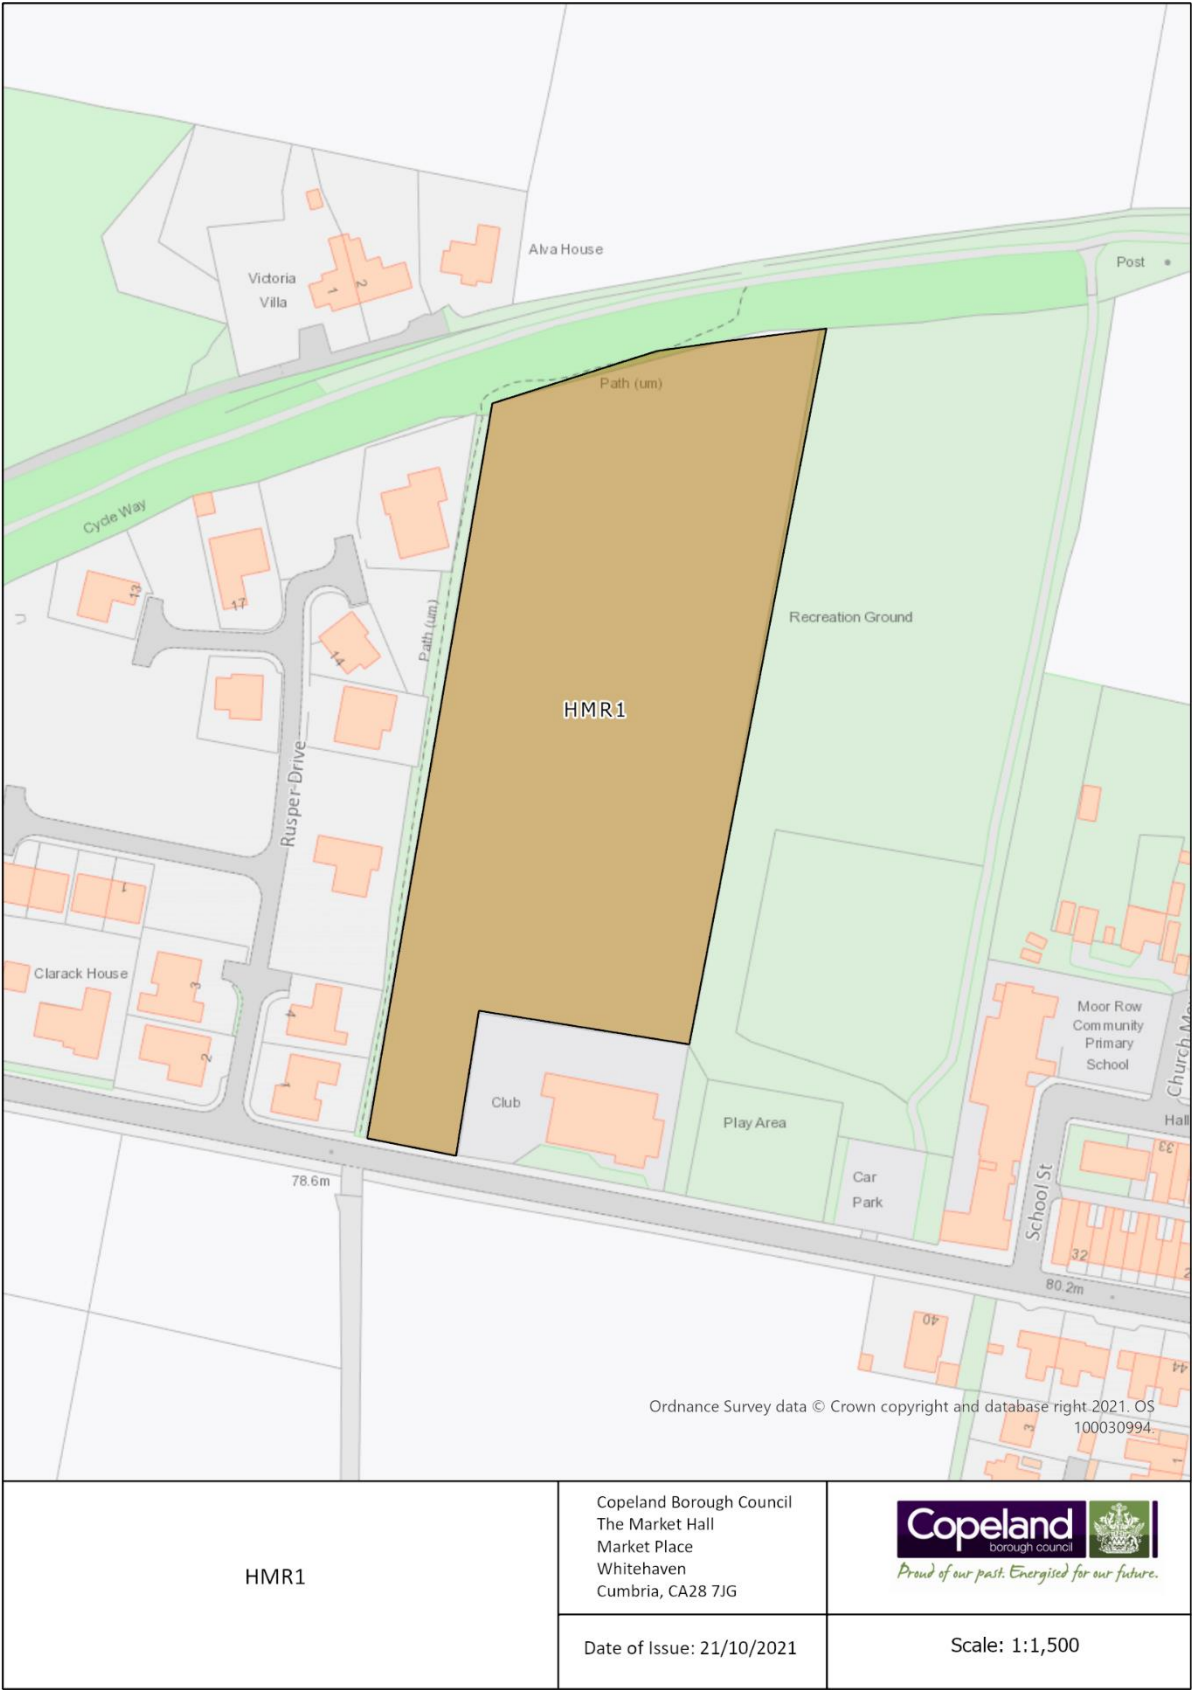 Alva House
Victoria
Villa
1
2
Post
Path (um)
Cycle Way
13
17
14
Path (um)
Recreation Ground
HMR1
Rusper Drive
1
Clarack House
3
4
2
1
Moor Row
Community
Primary
School
Club
Play Area
Hall
33
78.6m
Car
Park
School St
32
80.2m
40
44
3
1
Ordnance Survey data © Crown copyright and database right 2021. OS
100030994.
HMR1
Copeland Borough Council
The Market Hall
Market Place
Whitehaven
Cumbria, CA28 7JG
Date of Issue: 21/10/2021
Copeland
borough council
Proud of our past. Energised for our future.
Scale: 1:1,500